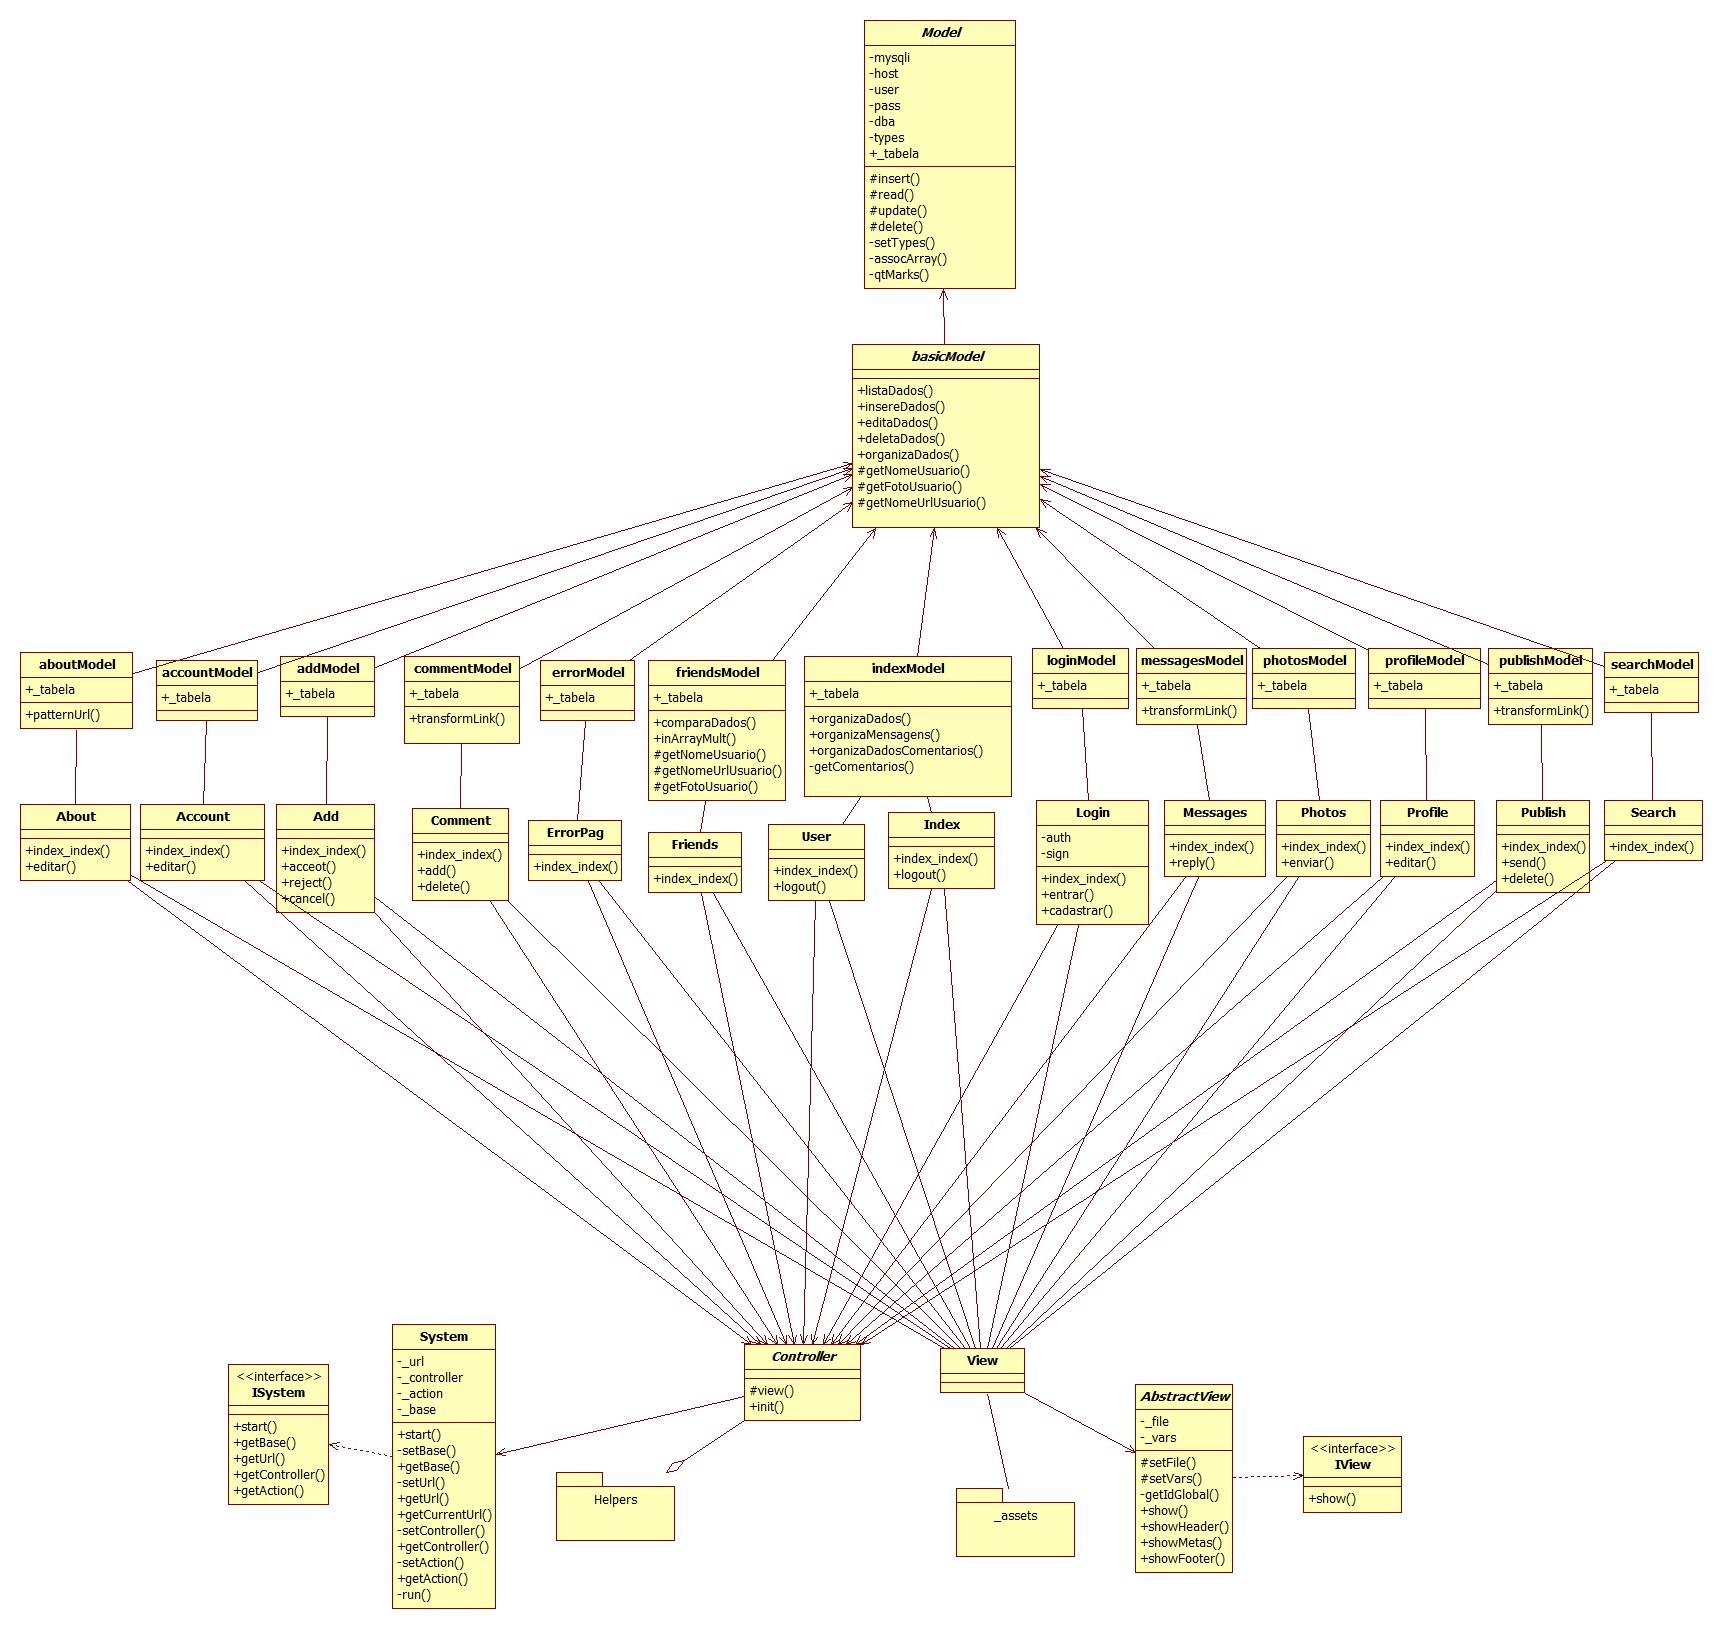 Model
-mysqli
-host
-user
-pass
-dba
-types
+_tabela
#insert()
#read()
#update()
#delete()
-setTypes()
-assocArray()
-qtMarks()
basicModel
+listaDados()
+insereDados()
+editaDados()
+deletaDados()
+organizaDados()
#getNomeUsuario()
#getFotoUsuario()
#getNomeUrlUsuario()
aboutModel
+_tabela
+patternUrl()
accountModel
+_tabela
addModel
+_tabela
commentModel
+_tabela
+transformLink()
errorModel
+_tabela
friendsModel
+_tabela
+comparaDados()
+inArrayMult()
#getNomeUsuario()
#getNomeUrlUsuario()
#getFotoUsuario()
indexModel
+_tabela
+organizaDados()
+organizaMensagens()
+organizaDadosComentarios()
-getComentarios()
loginModel
+_tabela
messagesModel
+_tabela
+transformLink()
photosModel
+_tabela
profileModel
+_tabela
publishModel
+_tabela
+transformLink()
searchModel
+_tabela
About
+index_index()
+editar()
Account
+index_index()
+editar()
Add
+index_index()
+acceot()
+reject()
+cancel()
Comment
+index_index()
+add()
+delete()
ErrorPag
+index_index()
Friends
+index_index()
User
+index_index()
+logout()
Index
+index_index()
+logout()
Login
-auth
-sign
+index_index()
+entrar()
+cadastrar()
Messages
+index_index()
+reply()
Photos
+index_index()
+enviar()
Profile
+index_index()
+editar()
Publish
+index_index()
+send()
+delete()
Search
+index_index()
<<interface>>
ISystem
+start()
+getBase()
+getUrl()
+getController()
+getAction()
System
-_url
-_controller
-_action
-_base
+start()
-setBase()
+getBase()
-setUrl()
+getUrl()
+getCurrentUrl()
-setController()
+getController()
-setAction()
+getAction()
-run()
Helpers
Controller
#view()
+init()
View
_assets
AbstractView
-_file
-_vars
#setFile()
#setVars()
-getIdGlobal()
+show()
+showHeader()
+showMetas()
+showFooter()
<<interface>>
IView
+show()